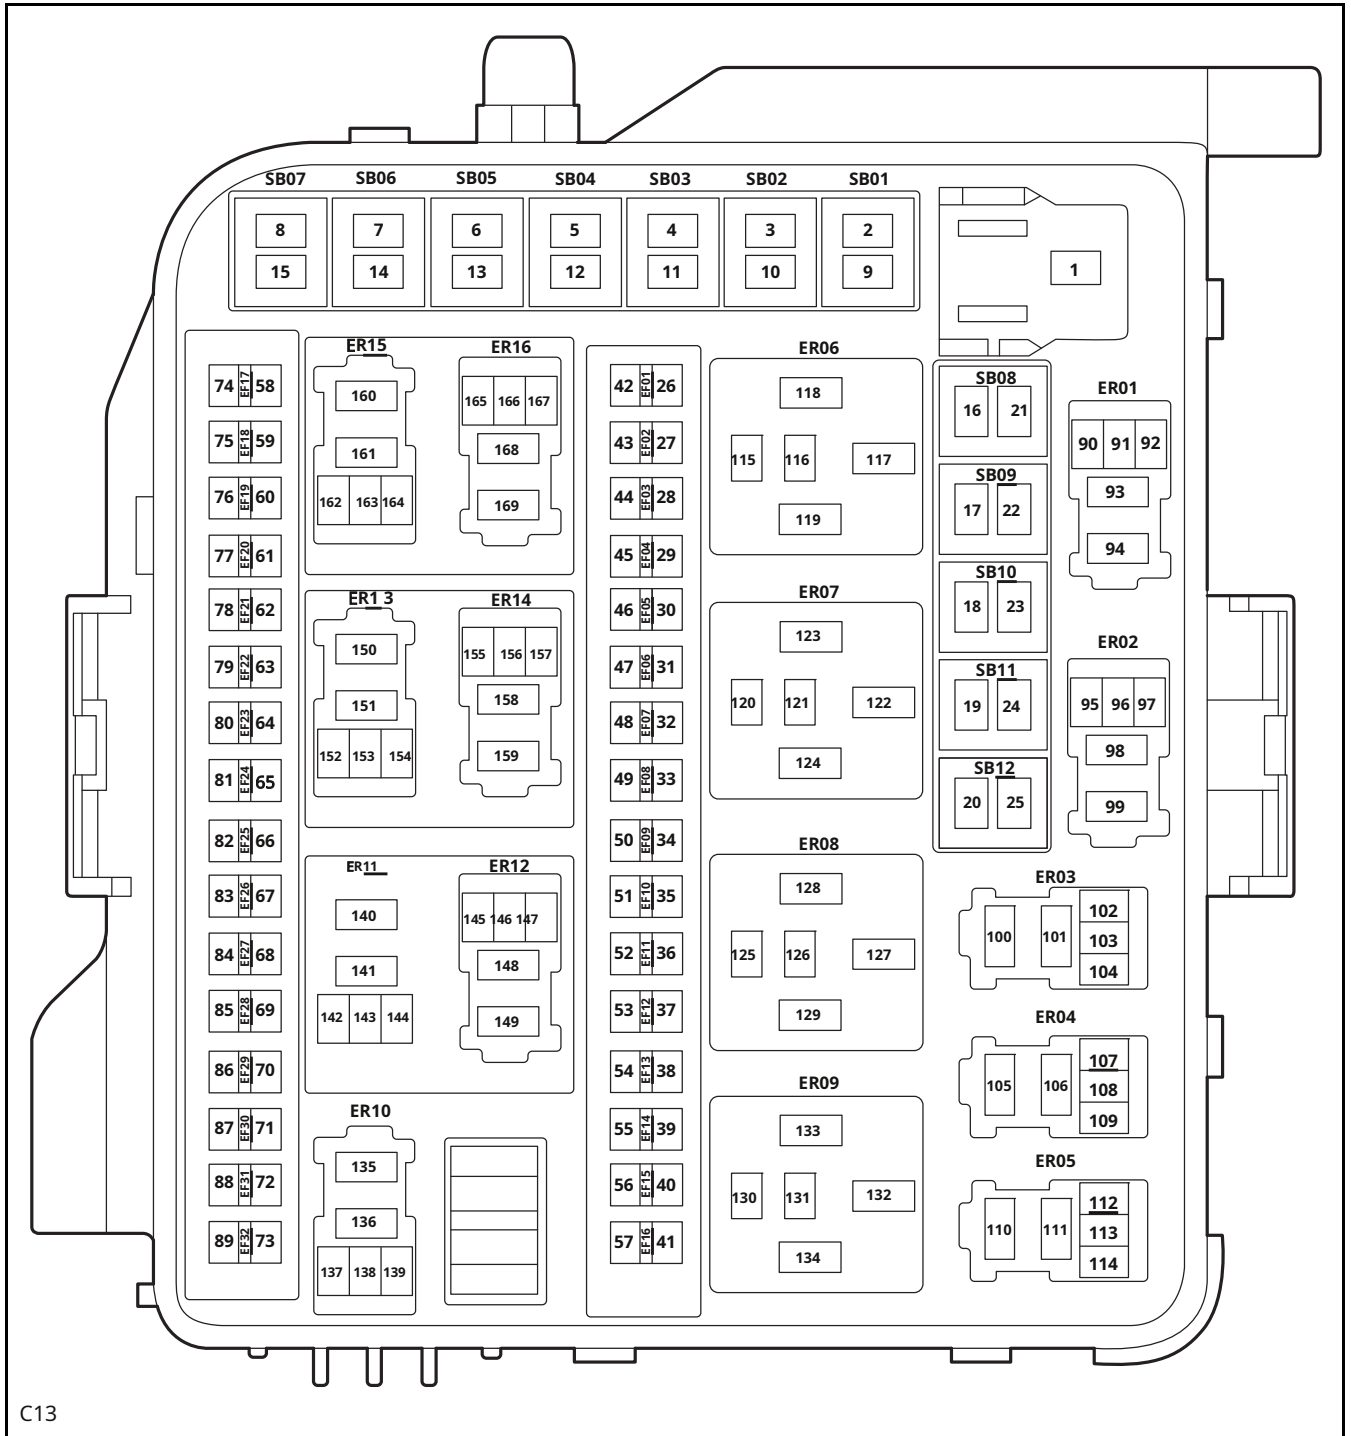 SB07 SB06 SB05 SB04 SB03 SB02 SB01
8 7 6 5 4 3 2
15 14 13 12 11 10 9
1
74 EF17 58
75 EF18 59
76 EF19 60
77 EF20 61
78 EF21 62
79 EF22 63
80 EF23 64
81 EF24 65
82 EF25 66
83 EF26 67
84 EF27 68
85 EF28 69
86 EF29 70
87 EF30 71
88 EF31 72
89 EF32 73
ER15
160
161
162 163 164
ER16
165 166 167
168
169
ER1 3
150
151
152 153 154
ER14
155 156 157
158
159
ER11
140
141
142 143 144
ER12
145 146 147
148
149
ER10
135
136
137 138 139
42 EF01 26
43 EF02 27
44 EF03 28
45 EF04 29
46 EF05 30
47 EF06 31
48 EF07 32
49 EF08 33
50 EF09 34
51 EF10 35
52 EF11 36
53 EF12 37
54 EF13 38
55 EF14 39
56 EF15 40
57 EF16 41
ER06
118
115 116 117
119
ER07
123
120 121 122
124
ER08
128
125 126 127
129
ER09
133
130 131 132
134
SB08
16 21
SB09
17 22
SB10
18 23
SB11
19 24
SB12
20 25
ER01
90 91 92
93
94
ER02
95 96 97
98
99
ER03
102
100 101 103
104
ER04
107
105 106 108
109
ER05
112
110 111 113
114
C13